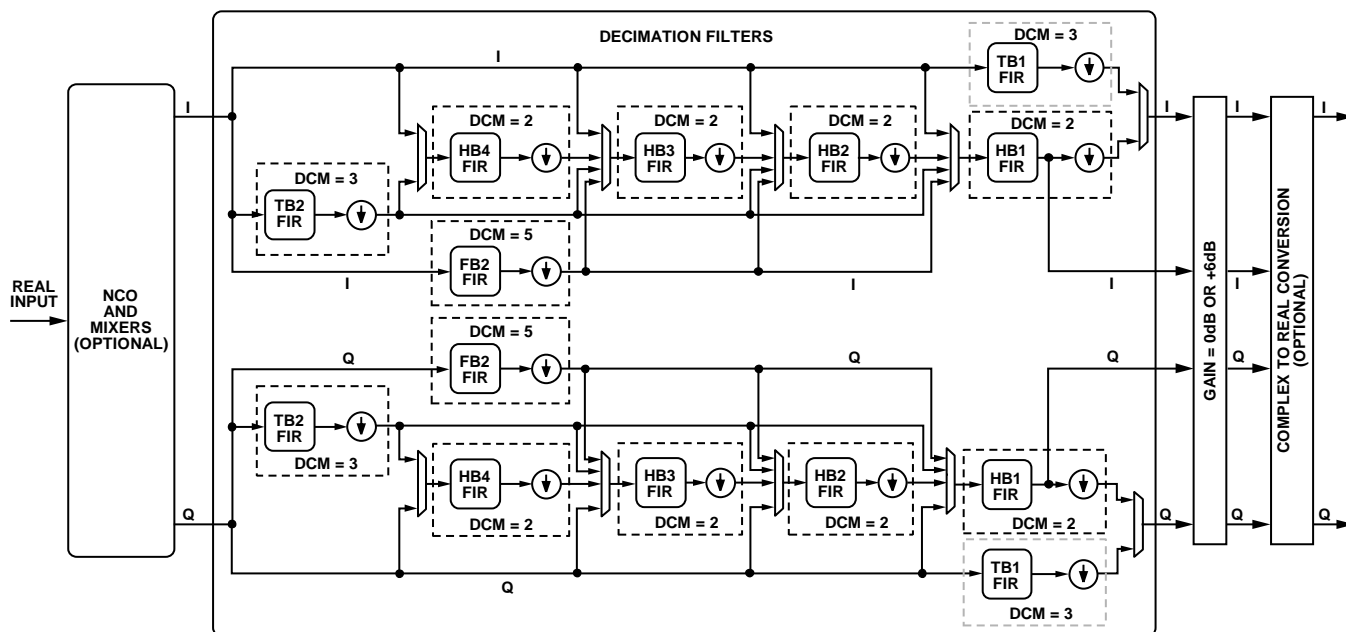 DECIMATION FILTERS
DCM = 3
I
TB1
FIR
I
I
I
I
DCM = 2
DCM = 2
DCM = 2
DCM = 2
HB4
FIR
HB3
FIR
HB2
FIR
HB1
FIR
DCM = 3
TB2
FIR
DCM = 5
FB2
FIR
I
I
I
I
REAL
INPUT
NCO
AND
MIXERS
(OPTIONAL)
GAIN = 0dB OR +6dB
COMPLEX TO REAL CONVERSION
(OPTIONAL)
DCM = 5
Q
FB2
FIR
Q
Q
Q
TB2
FIR
DCM = 3
HB4
FIR
HB3
FIR
HB2
FIR
HB1
FIR
DCM = 2
DCM = 2
DCM = 2
DCM = 2
Q
Q
Q
Q
Q
TB1
FIR
DCM = 3